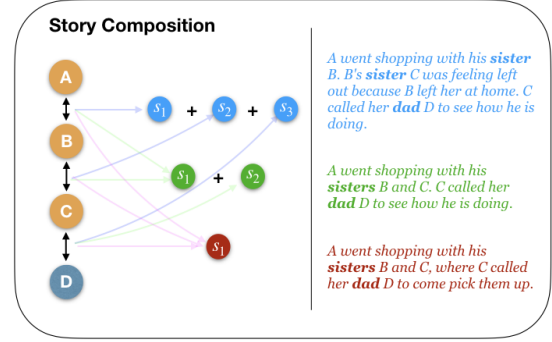 Story Composition
A
B
C
D
s1 + s2 + s3
s1 + s2
s1
A went shopping with his sister
B. B's sister C was feeling left
out because B left her at home. C
called her dad D to see how he is
doing.
A went shopping with his
sisters B and C. C called her
dad D to see how he is doing.
A went shopping with his
sisters B and C, where C called
her dad D to come pick them up.